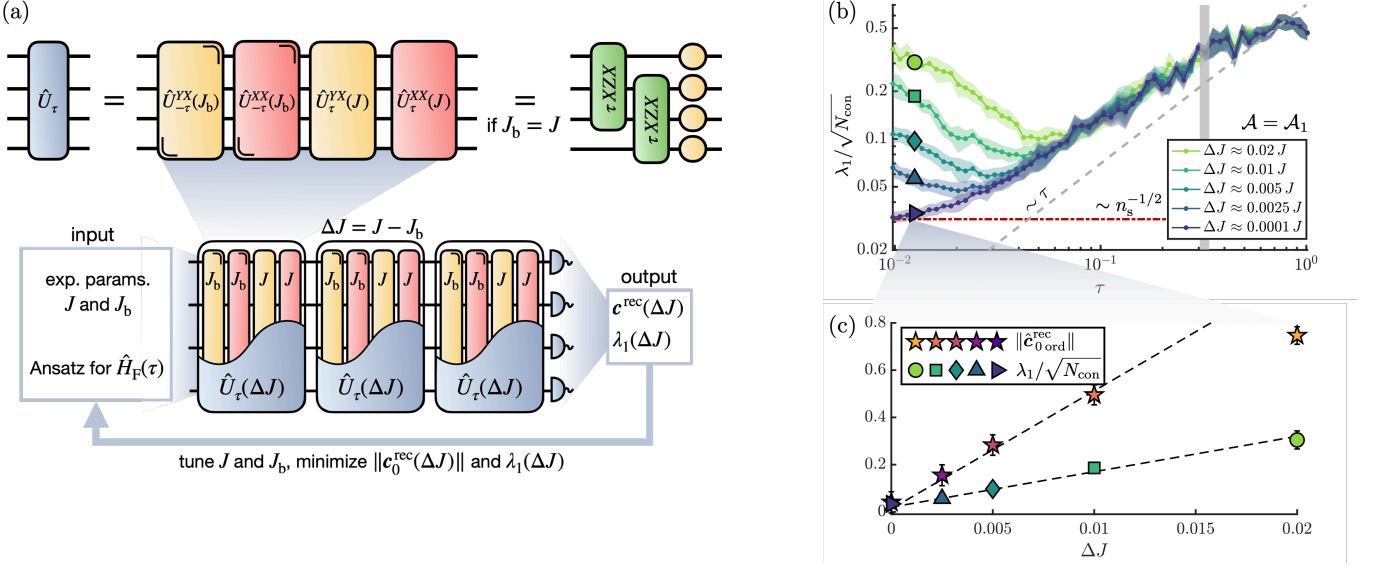 (a)
Û_τ
=
Û^{YX}_{-τ}(J_b)
Û^{XX}_{-τ}(J_b)
Û^{YX}_τ(J)
Û^{XX}_τ(J)
=
if J_b = J
τ XZX
τ XZX
input
exp. params.
J and J_b
Ansatz for Ĥ_F(τ)
ΔJ = J − J_b
J_b J_b J J
J_b J_b J J
J_b J_b J J
Û_τ(ΔJ)
Û_τ(ΔJ)
Û_τ(ΔJ)
output
c^{rec}(ΔJ)
λ_1(ΔJ)
tune J and J_b, minimize ‖c_0^{rec}(ΔJ)‖ and λ_1(ΔJ)
(b)
λ_1/√N_con
0.5
0.2
0.1
0.05
0.02
10^{-2}
10^{-1}
10^0
τ
∼ τ
∼ n_s^{-1/2}
𝒜 = 𝒜_1
ΔJ ≈ 0.02 J
ΔJ ≈ 0.01 J
ΔJ ≈ 0.005 J
ΔJ ≈ 0.0025 J
ΔJ ≈ 0.0001 J
(c)
‖ĉ^{rec}_{0 ord}‖
λ_1/√N_con
0.8
0.6
0.4
0.2
0
0
0.005
0.01
0.015
0.02
ΔJ